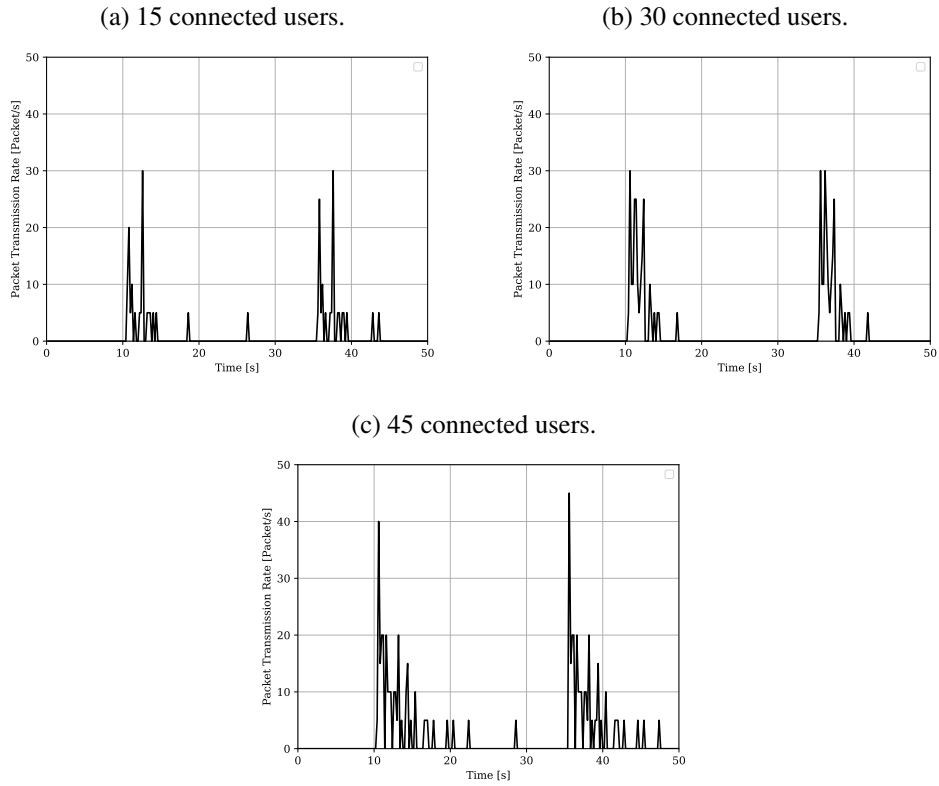 (a) 15 connected users.
50
40
30
20
10
0
Packet Transmission Rate [Packet/s]
0 10 20 30 40 50
Time [s]
(b) 30 connected users.
50
40
30
20
10
0
Packet Transmission Rate [Packet/s]
0 10 20 30 40 50
Time [s]
(c) 45 connected users.
50
40
30
20
10
0
Packet Transmission Rate [Packet/s]
0 10 20 30 40 50
Time [s]